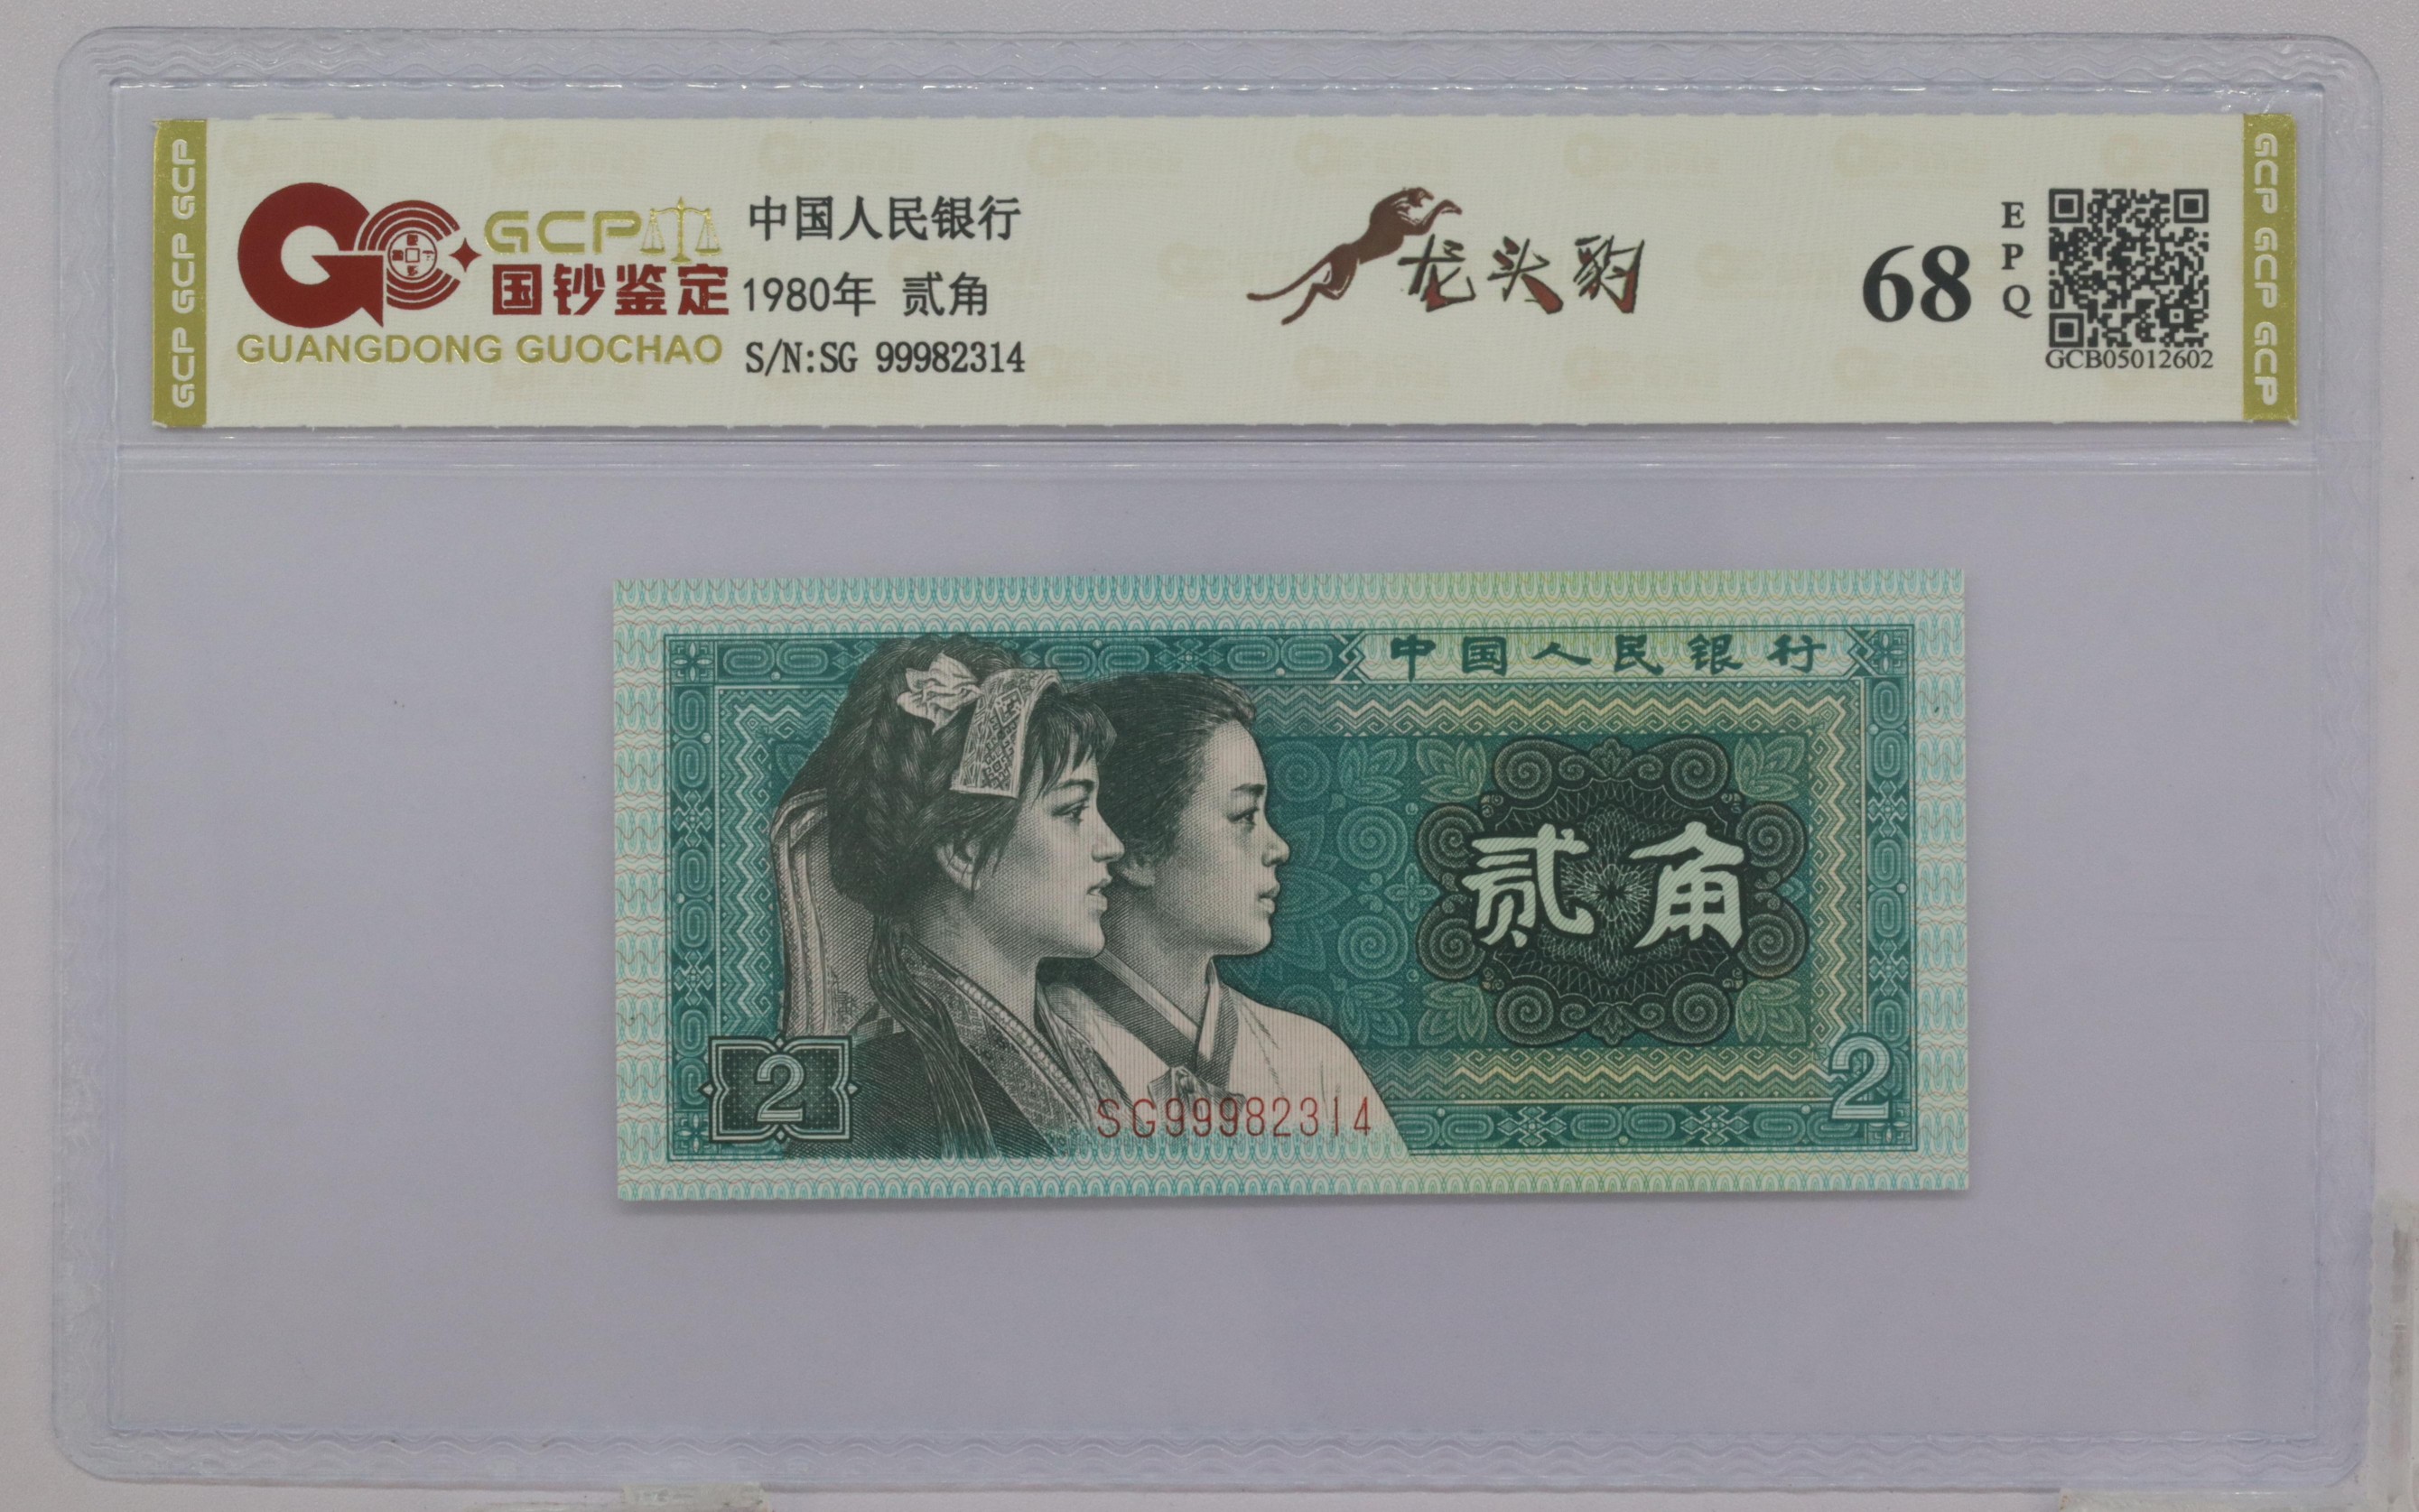 GCP GCP GCP
GCP
国钞鉴定
GUANGDONG GUOCHAO
中国人民银行
1980年 贰角
S/N:SG 99982314
龙头豹
68
EPQ
GCB05012602
GCP GCP GCP
中国人民银行
贰角
2
2
SG99982314